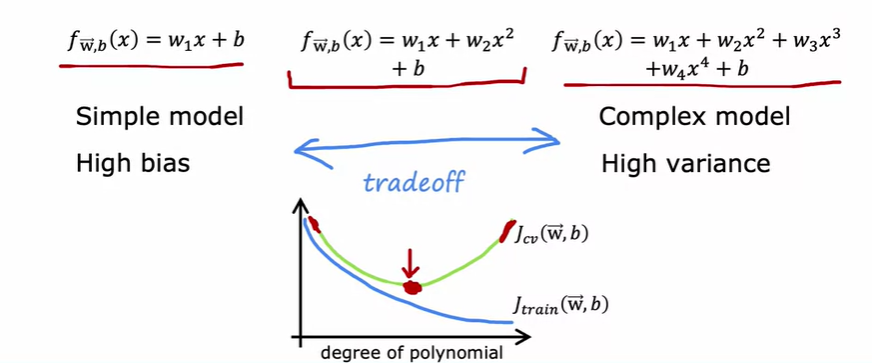 f_{\vec{w},b}(x) = w_1x + b
f_{\vec{w},b}(x) = w_1x + w_2x^2
+ b
f_{\vec{w},b}(x) = w_1x + w_2x^2 + w_3x^3
+w_4x^4 + b
Simple model
High bias
Complex model
High variance
tradeoff
J_{cv}(\vec{w}, b)
J_{train}(\vec{w}, b)
degree of polynomial